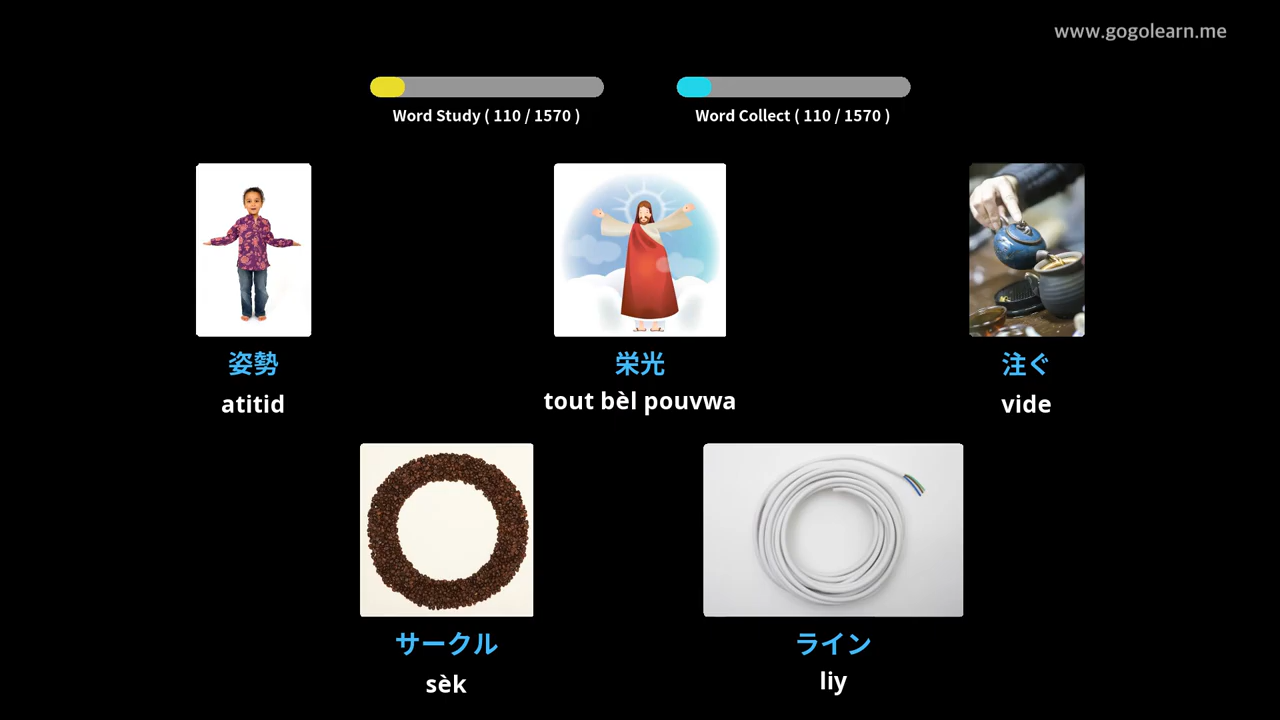 www.gogolearn.me
Word Study ( 110 / 1570 )
Word Collect ( 110 / 1570 )
姿勢
atitid
栄光
tout bèl pouvwa
注ぐ
vide
サークル
sèk
ライン
liy